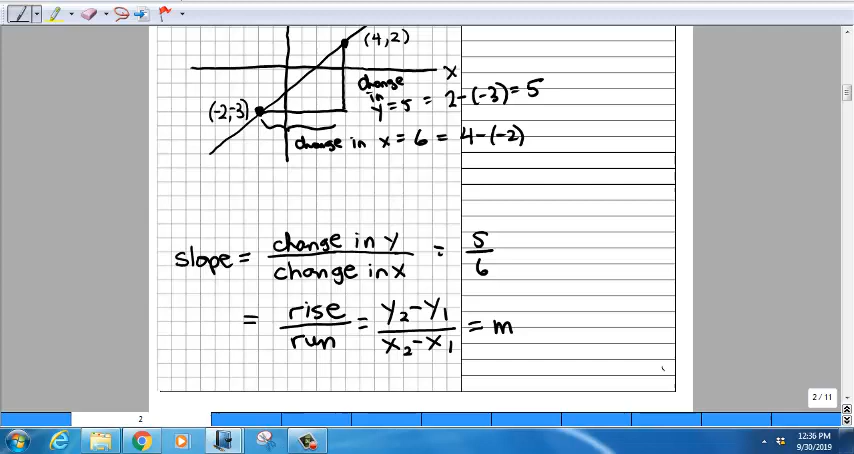 (4,2)
x
(-2,-3)
change
in
y = 5 = 2-(-3) = 5
change in x = 6 = 4-(-2)
slope = change in y / change in x = 5/6
= rise/run = y₂-y₁ / x₂-x₁ = m
2 / 11
2
12:36 PM
9/30/2019